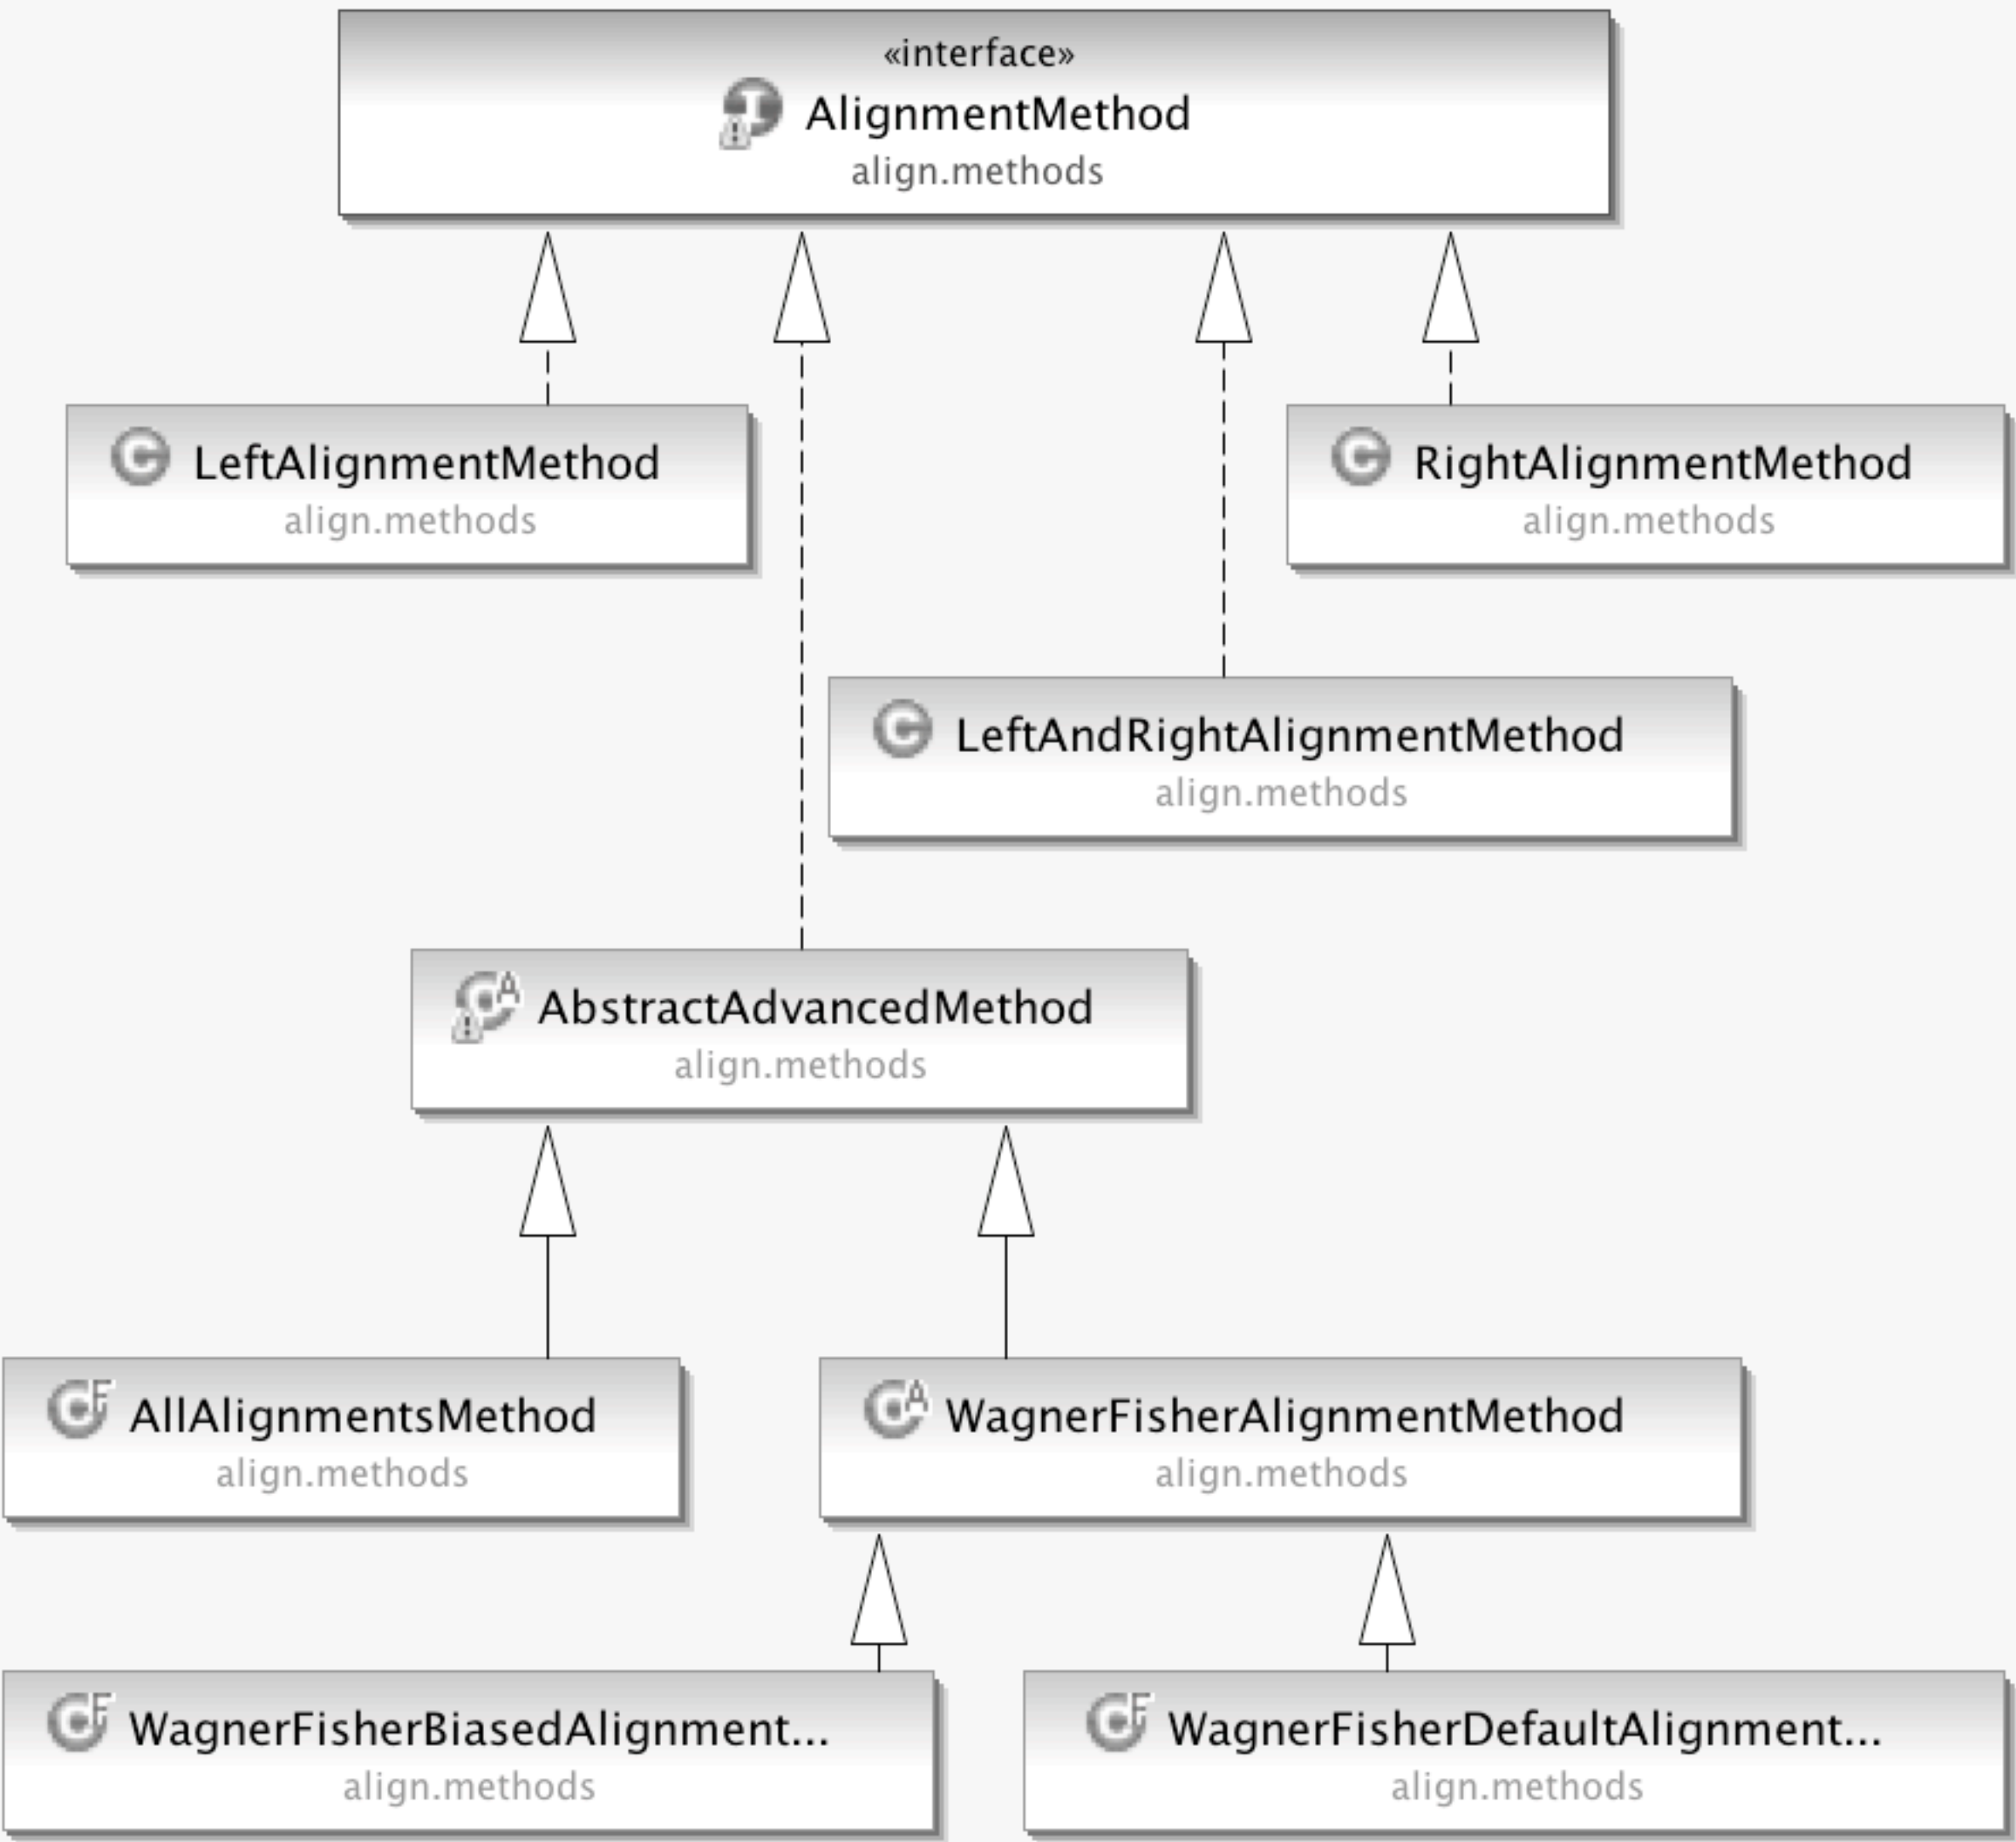 «interface»
AlignmentMethod
align.methods
LeftAlignmentMethod
align.methods
RightAlignmentMethod
align.methods
LeftAndRightAlignmentMethod
align.methods
AbstractAdvancedMethod
align.methods
AllAlignmentsMethod
align.methods
WagnerFisherAlignmentMethod
align.methods
WagnerFisherBiasedAlignment...
align.methods
WagnerFisherDefaultAlignment...
align.methods